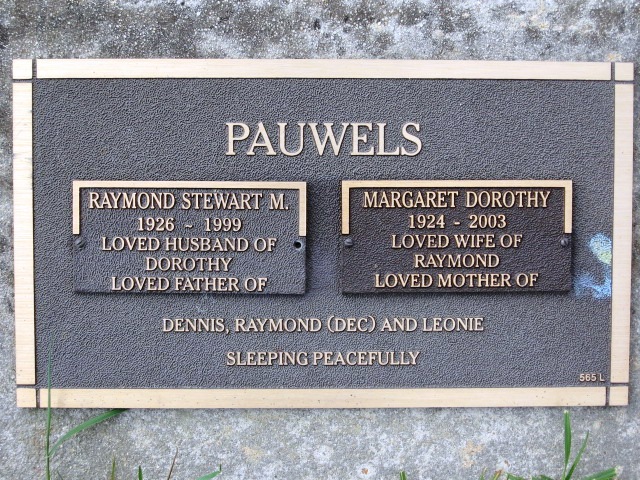 PAUWELS
RAYMOND STEWART M.
1926 ~ 1999
LOVED HUSBAND OF
DOROTHY
LOVED FATHER OF
MARGARET DOROTHY
1924 - 2003
LOVED WIFE OF
RAYMOND
LOVED MOTHER OF
DENNIS, RAYMOND (DEC) AND LEONIE
SLEEPING PEACEFULLY
565 L